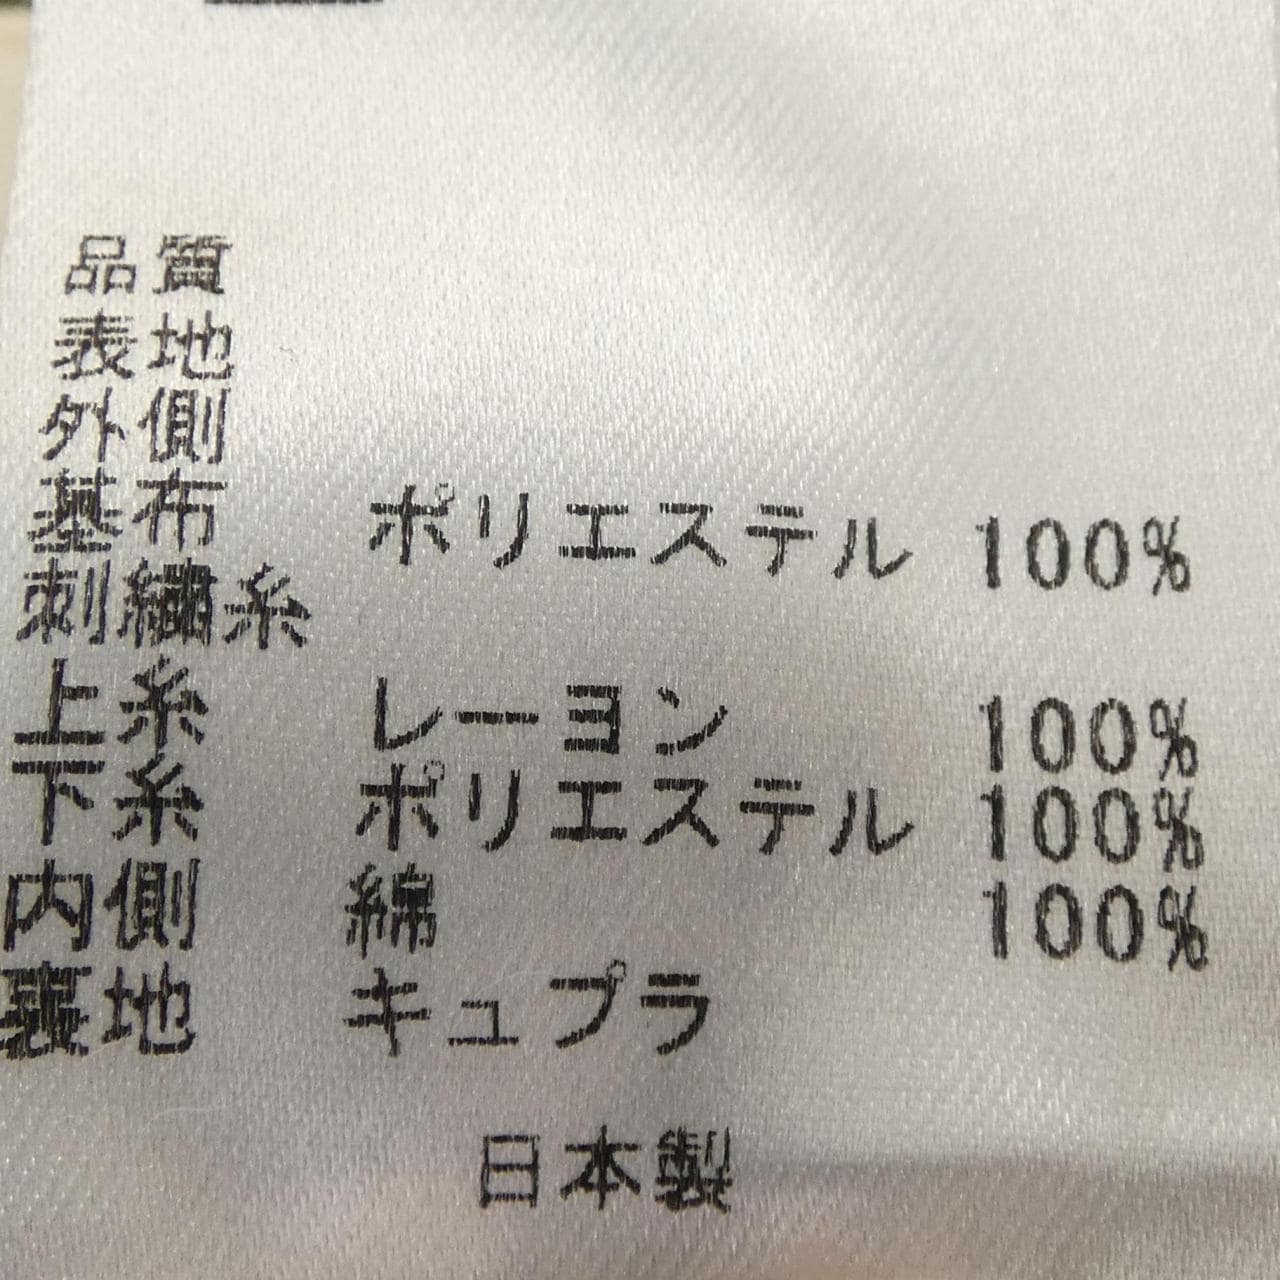 品質
表地
外側
基布 ポリエステル 100%
刺繍糸
上糸 レーヨン 100%
下糸 ポリエステル 100%
内側 綿 100%
裏地 キュプラ
日本製